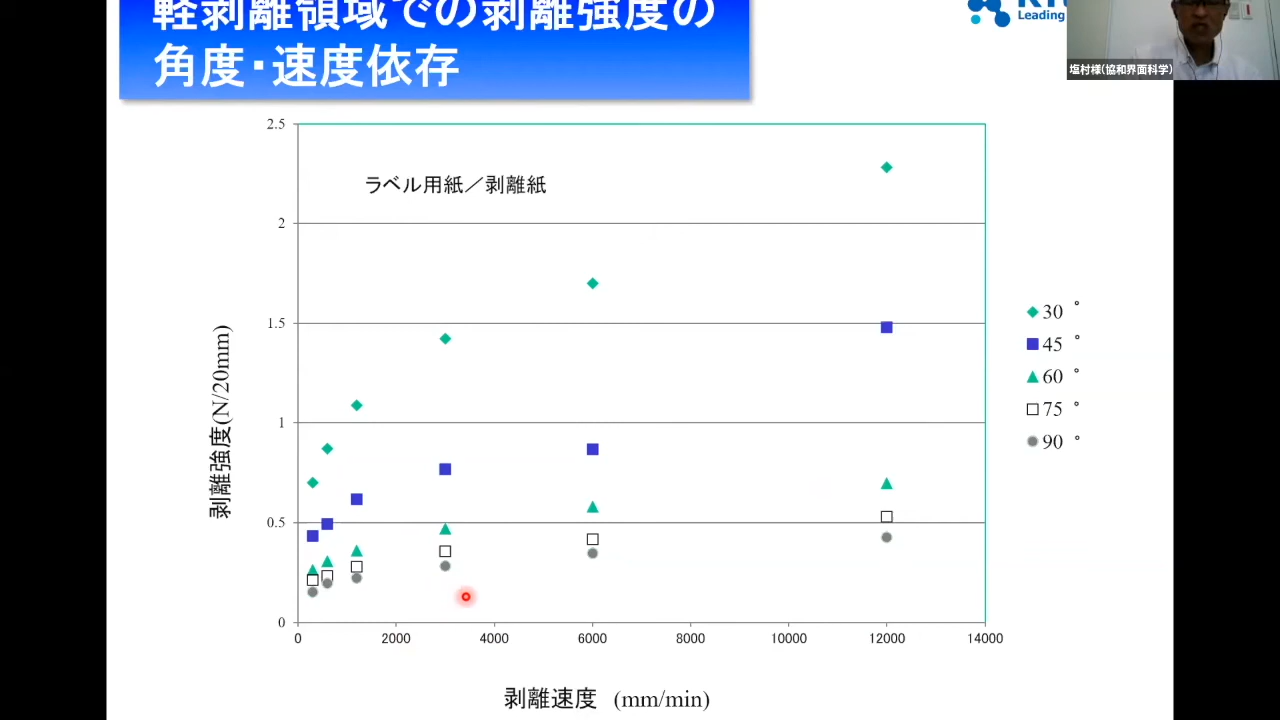 軽剥離領域での剥離強度の
角度・速度依存
Leading
塩村様(協和界面科学)
ラベル用紙／剥離紙
2.5
2
1.5
1
0.5
0
0 2000 4000 6000 8000 10000 12000 14000
剥離強度(N/20mm)
剥離速度 (mm/min)
30 °
45 °
60 °
75 °
90 °